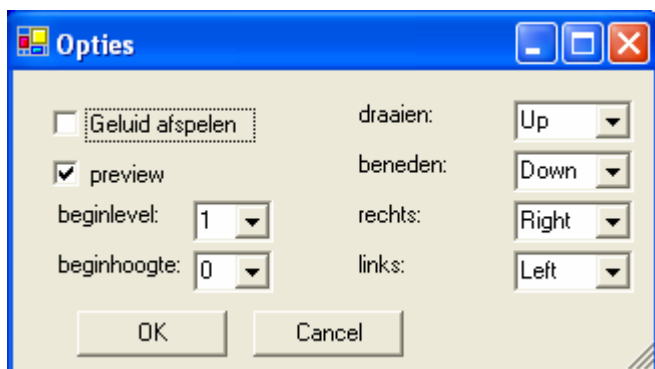 Opties
Geluid afspelen
preview
beginlevel: 1
beginhoogte: 0
draaien: Up
beneden: Down
rechts: Right
links: Left
OK Cancel